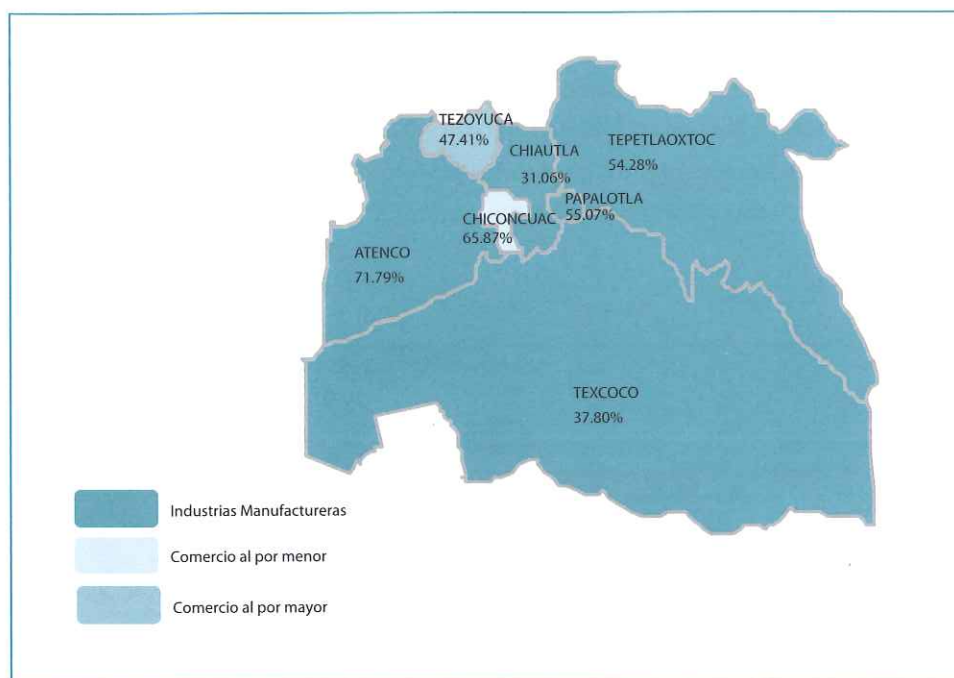 TEZOYUCA
47.41%
CHIAUTLA
31.06%
TEPETLAOXTOC
54.28%
PAPALOTLA
55.07%
CHICONCUAC
65.87%
ATENCO
71.79%
TEXCOCO
37.80%
Industrias Manufactureras
Comercio al por menor
Comercio al por mayor